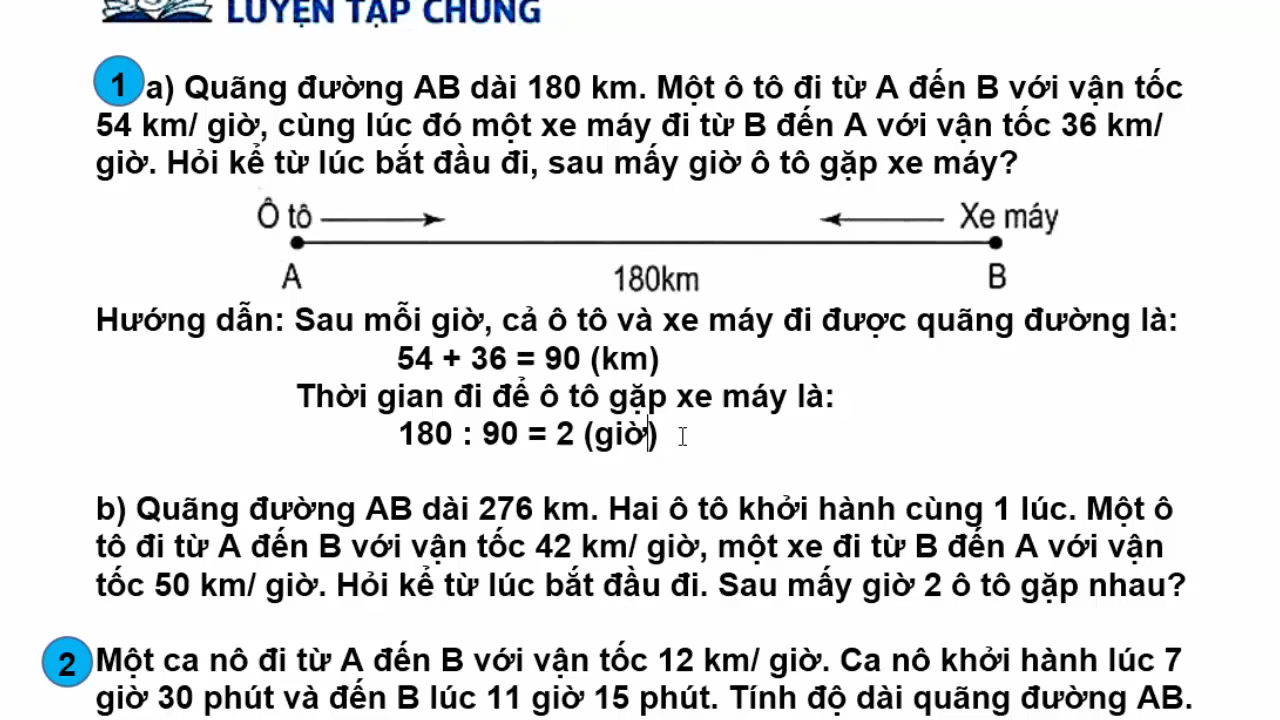 LUYỆN TẬP CHUNG
1 a) Quãng đường AB dài 180 km. Một ô tô đi từ A đến B với vận tốc
54 km/ giờ, cùng lúc đó một xe máy đi từ B đến A với vận tốc 36 km/
giờ. Hỏi kể từ lúc bắt đầu đi, sau mấy giờ ô tô gặp xe máy?
Ô tô Xe máy
A 180km B
Hướng dẫn: Sau mỗi giờ, cả ô tô và xe máy đi được quãng đường là:
54 + 36 = 90 (km)
Thời gian đi để ô tô gặp xe máy là:
180 : 90 = 2 (giờ)
b) Quãng đường AB dài 276 km. Hai ô tô khởi hành cùng 1 lúc. Một ô
tô đi từ A đến B với vận tốc 42 km/ giờ, một xe đi từ B đến A với vận
tốc 50 km/ giờ. Hỏi kể từ lúc bắt đầu đi. Sau mấy giờ 2 ô tô gặp nhau?
2 Một ca nô đi từ A đến B với vận tốc 12 km/ giờ. Ca nô khởi hành lúc 7
giờ 30 phút và đến B lúc 11 giờ 15 phút. Tính độ dài quãng đường AB.